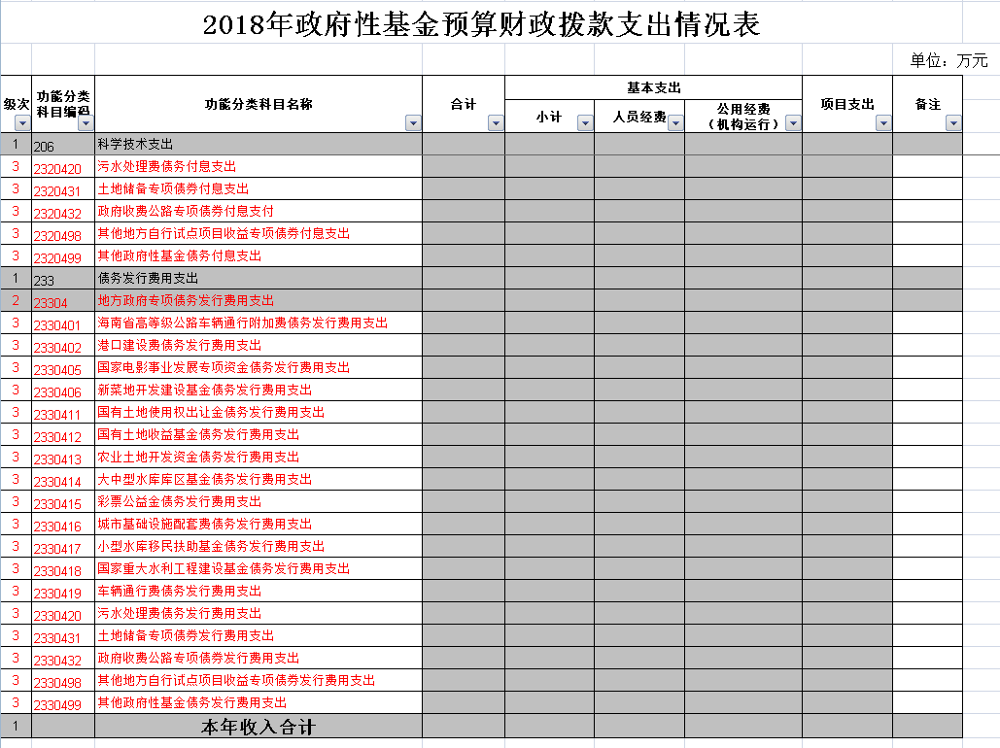 2018年政府性基金预算财政拨款支出情况表
单位：万元
级次 功能分类科目编码 功能分类科目名称 合计 基本支出 项目支出 备注
小计 人员经费 公用经费（机构运行）
1 206 科学技术支出
3 2320420 污水处理费债务付息支出
3 2320431 土地储备专项债券付息支出
3 2320432 政府收费公路专项债券付息支付
3 2320498 其他地方自行试点项目收益专项债券付息支出
3 2320499 其他政府性基金债务付息支出
1 233 债务发行费用支出
2 23304 地方政府专项债务发行费用支出
3 2330401 海南省高等级公路车辆通行附加费债务发行费用支出
3 2330402 港口建设费债务发行费用支出
3 2330405 国家电影事业发展专项资金债务发行费用支出
3 2330406 新菜地开发建设基金债务发行费用支出
3 2330411 国有土地使用权出让金债务发行费用支出
3 2330412 国有土地收益基金债务发行费用支出
3 2330413 农业土地开发资金债务发行费用支出
3 2330414 大中型水库库区基金债务发行费用支出
3 2330415 彩票公益金债务发行费用支出
3 2330416 城市基础设施配套费债务发行费用支出
3 2330417 小型水库移民扶助基金债务发行费用支出
3 2330418 国家重大水利工程建设基金债务发行费用支出
3 2330419 车辆通行费债务发行费用支出
3 2330420 污水处理费债务发行费用支出
3 2330431 土地储备专项债券发行费用支出
3 2330432 政府收费公路专项债券发行费用支出
3 2330498 其他地方自行试点项目收益专项债券发行费用支出
3 2330499 其他政府性基金债务发行费用支出
1 本年收入合计